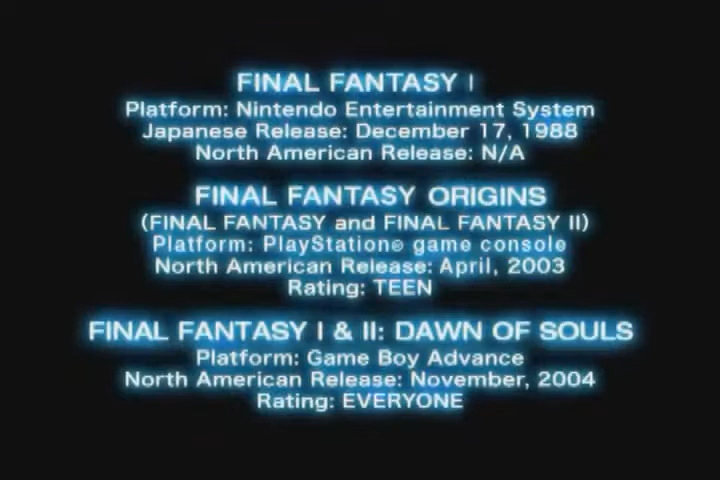 FINAL FANTASY I
Platform: Nintendo Entertainment System
Japanese Release: December 17, 1988
North American Release: N/A
FINAL FANTASY ORIGINS
(FINAL FANTASY and FINAL FANTASY II)
Platform: PlayStation® game console
North American Release: April, 2003
Rating: TEEN
FINAL FANTASY I & II: DAWN OF SOULS
Platform: Game Boy Advance
North American Release: November, 2004
Rating: EVERYONE